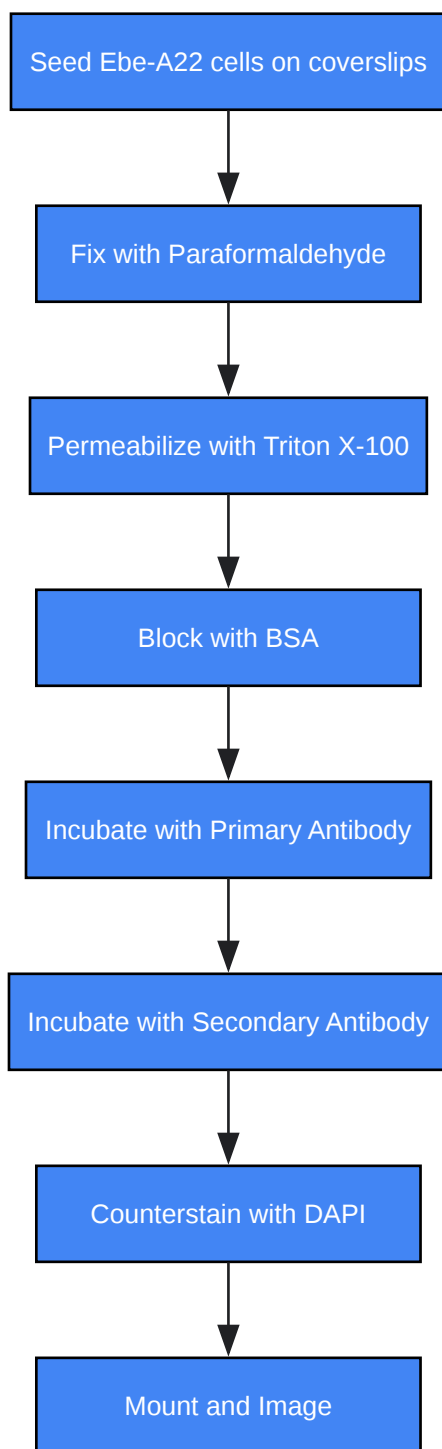 Seed Ebe-A22 cells on coverslips
Fix with Paraformaldehyde
Permeabilize with Triton X-100
Block with BSA
Incubate with Primary Antibody
Incubate with Secondary Antibody
Counterstain with DAPI
Mount and Image